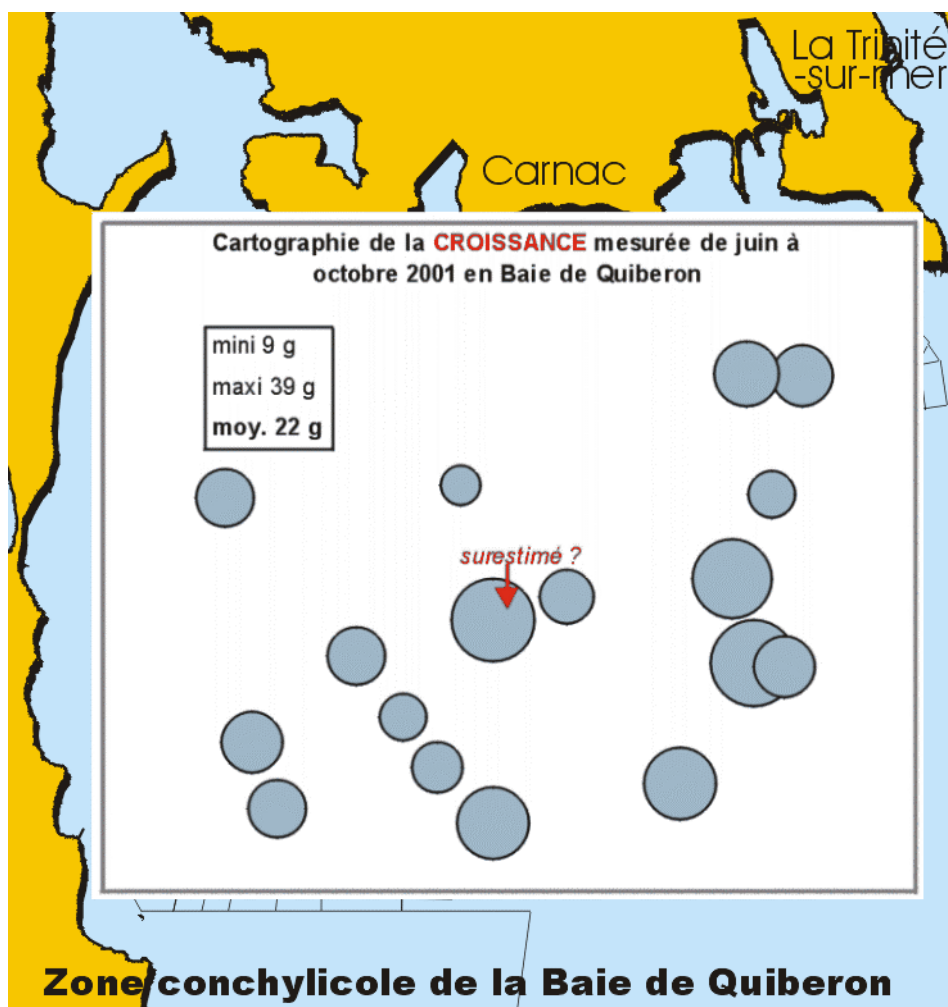 La Trinité
-sur-mer
Carnac
Cartographie de la CROISSANCE mesurée de juin à
octobre 2001 en Baie de Quiberon
mini 9 g
maxi 39 g
moy. 22 g
surestimé ?
Zone conchylicole de la Baie de Quiberon